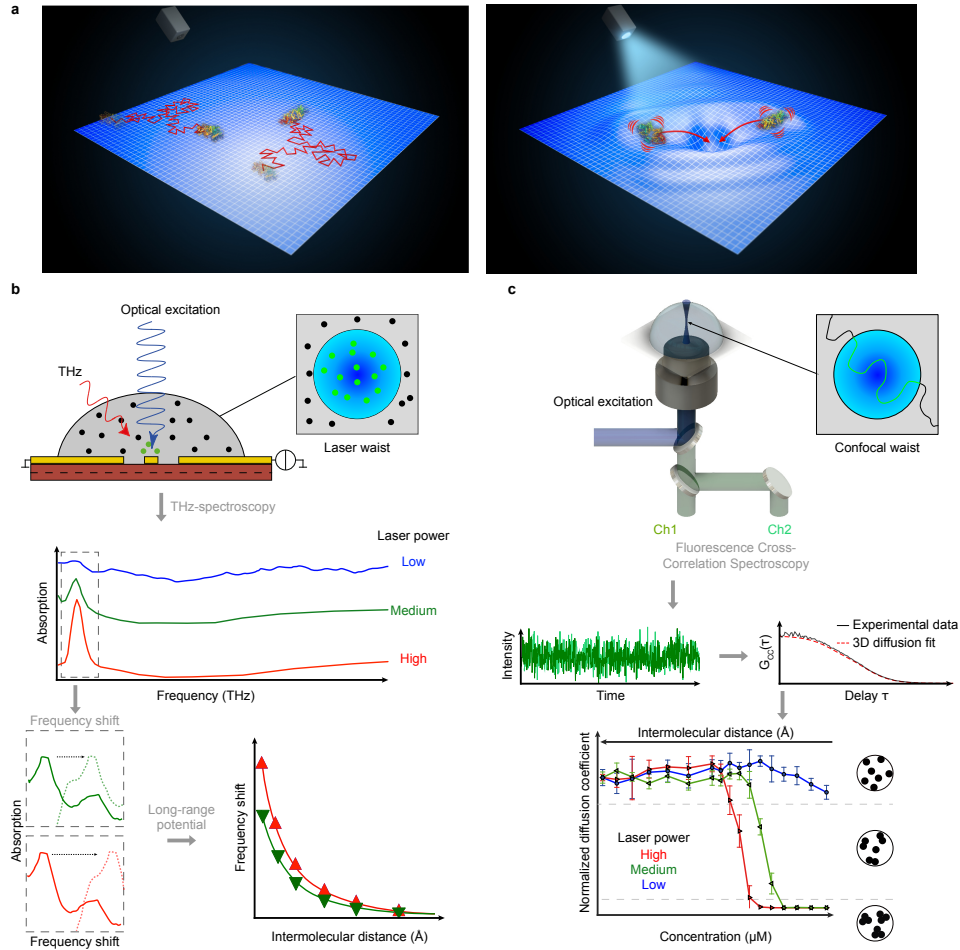 a
b
Optical excitation
THz
Laser waist
THz-spectroscopy
Laser power
Low
Medium
High
Absorption
Frequency (THz)
Frequency shift
Absorption
Frequency shift
Long-range
potential
Frequency shift
Intermolecular distance (Å)
c
Optical excitation
Confocal waist
Ch1
Ch2
Fluorescence Cross-
Correlation Spectroscopy
Intensity
Time
G_CC(τ)
Experimental data
3D diffusion fit
Delay τ
Intermolecular distance (Å)
Normalized diffusion coefficient
Laser power
High
Medium
Low
Concentration (µM)